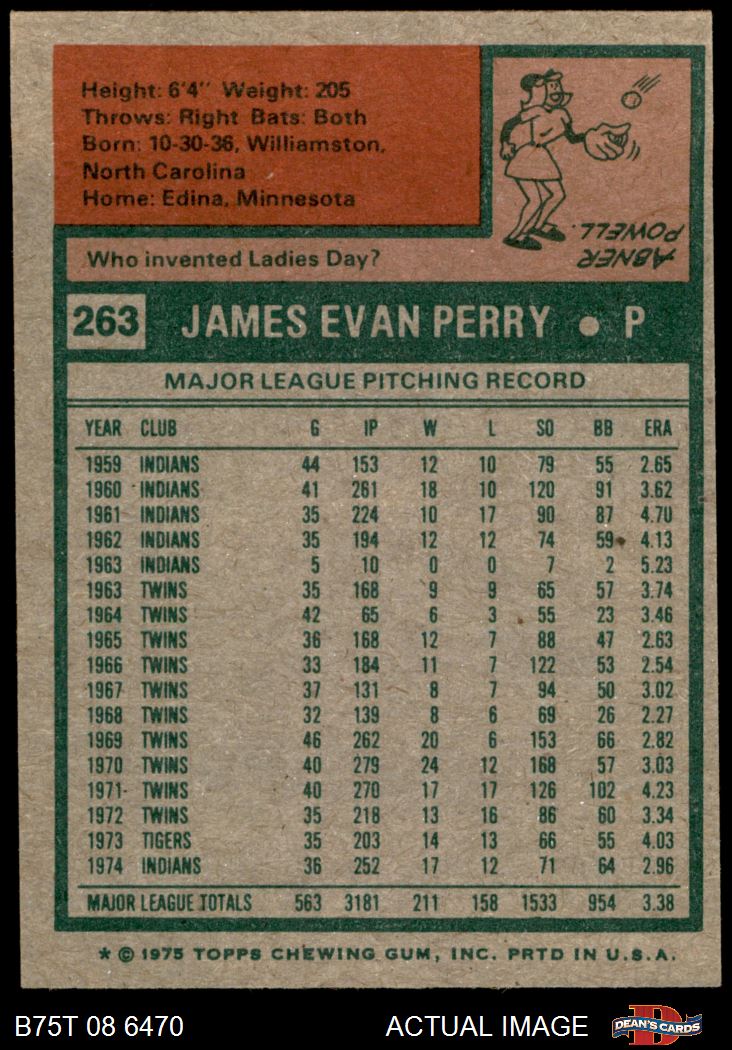 Height: 6'4" Weight: 205
Throws: Right Bats: Both
Born: 10-30-36, Williamston,
North Carolina
Home: Edina, Minnesota
ABNER
POWELL.
Who invented Ladies Day?
263 JAMES EVAN PERRY ● P
MAJOR LEAGUE PITCHING RECORD
YEAR CLUB G IP W L SO BB ERA
1959 INDIANS 44 153 12 10 79 55 2.65
1960 INDIANS 41 261 18 10 120 91 3.62
1961 INDIANS 35 224 10 17 90 87 4.70
1962 INDIANS 35 194 12 12 74 59 4.13
1963 INDIANS 5 10 0 0 7 2 5.23
1963 TWINS 35 168 9 9 65 57 3.74
1964 TWINS 42 65 6 3 55 23 3.46
1965 TWINS 36 168 12 7 88 47 2.63
1966 TWINS 33 184 11 7 122 53 2.54
1967 TWINS 37 131 8 7 94 50 3.02
1968 TWINS 32 139 8 6 69 26 2.27
1969 TWINS 46 262 20 6 153 66 2.82
1970 TWINS 40 279 24 12 168 57 3.03
1971 TWINS 40 270 17 17 126 102 4.23
1972 TWINS 35 218 13 16 86 60 3.34
1973 TIGERS 35 203 14 13 66 55 4.03
1974 INDIANS 36 252 17 12 71 64 2.96
MAJOR LEAGUE TOTALS 563 3181 211 158 1533 954 3.38
* © 1975 TOPPS CHEWING GUM, INC. PRTD IN U.S.A.
B75T 08 6470 ACTUAL IMAGE D DEAN'S CARDS